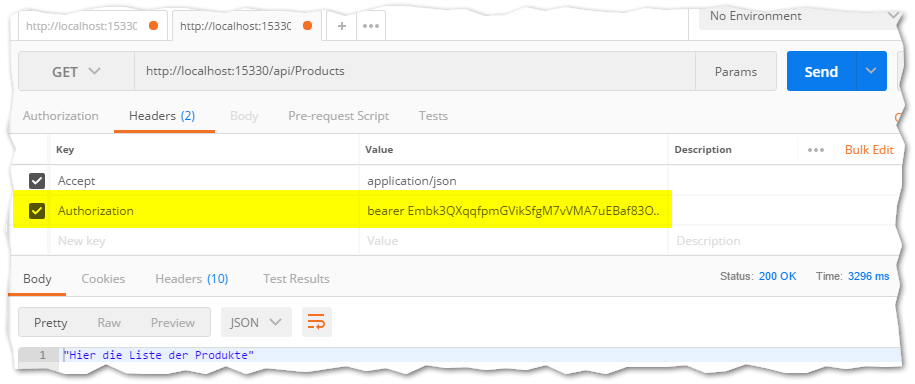 http://localhost:1533( http://localhost:1533( + ••• No Environment
GET http://localhost:15330/api/Products Params Send
Authorization Headers (2) Body Pre-request Script Tests
Key Value Description ••• Bulk Edit
Accept application/json
Authorization bearer Embk3QXqqfpmGVikSfgM7vVMA7uEBaf83O..
New key Value Description
Body Cookies Headers (10) Test Results Status: 200 OK Time: 3296 ms
Pretty Raw Preview JSON
1 "Hier die Liste der Produkte"